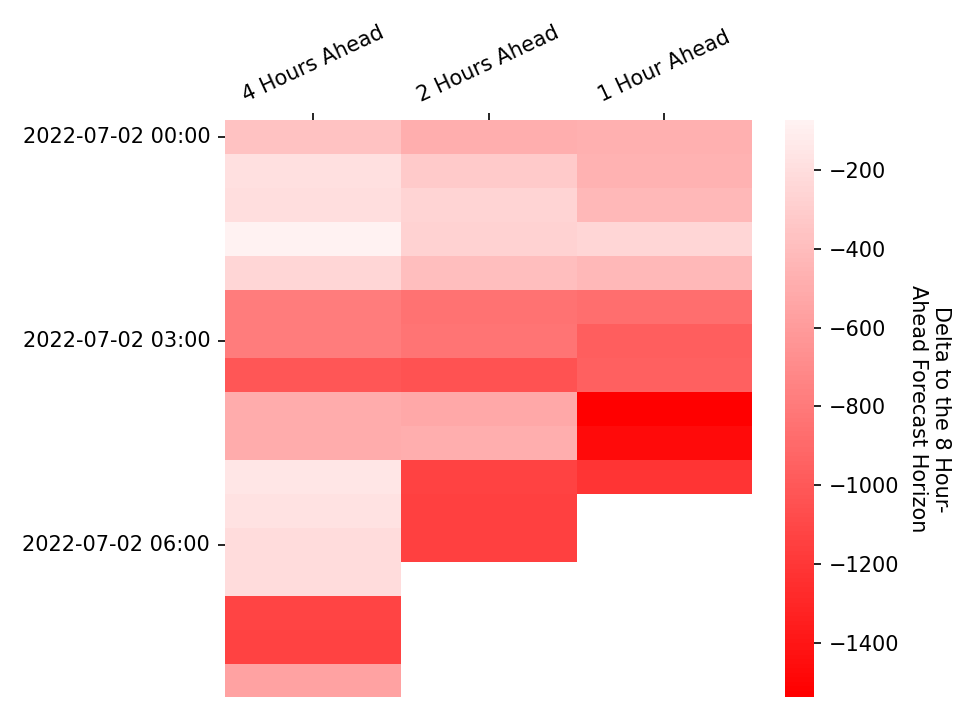 4 Hours Ahead
2 Hours Ahead
1 Hour Ahead
2022-07-02 00:00
2022-07-02 03:00
2022-07-02 06:00
−200
−400
−600
−800
−1000
−1200
−1400
Delta to the 8 Hour-
Ahead Forecast Horizon